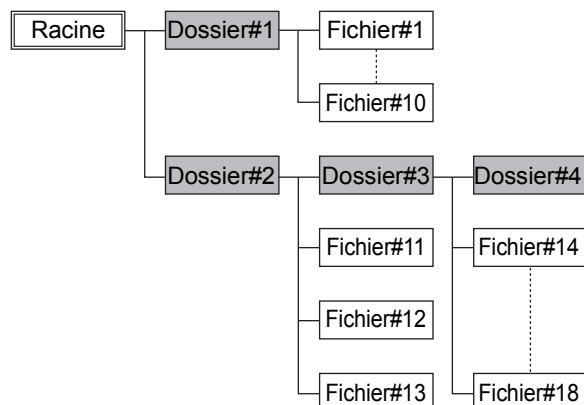 Racine
Dossier#1
Fichier#1
Fichier#10
Dossier#2
Dossier#3
Dossier#4
Fichier#11
Fichier#14
Fichier#12
Fichier#13
Fichier#18